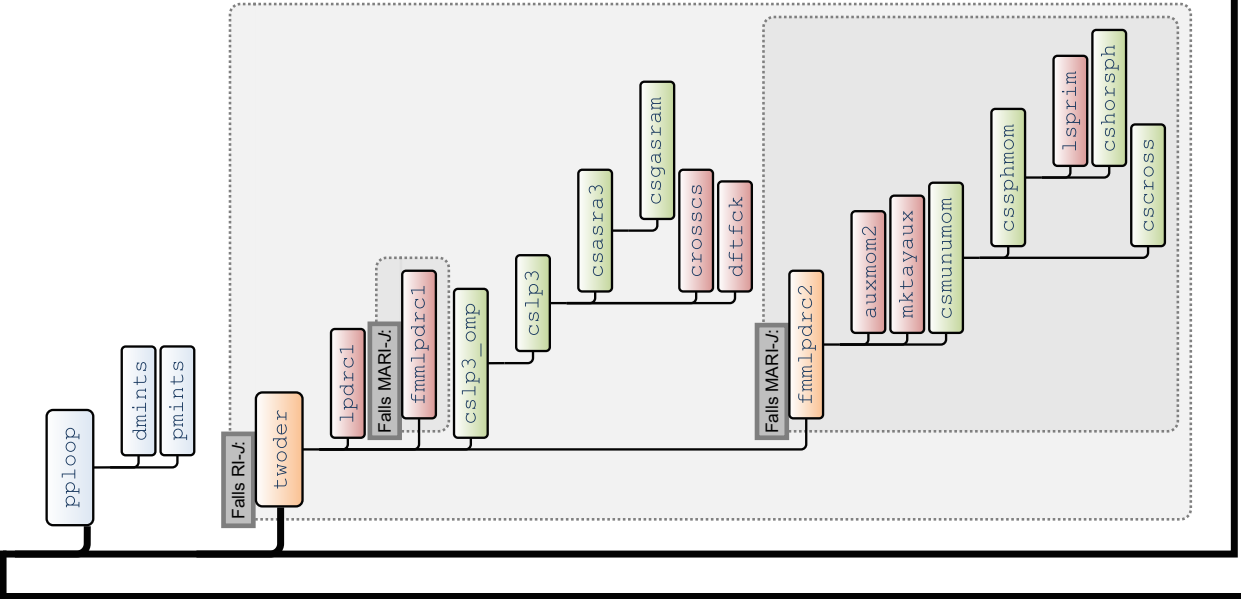 pploop
dmints
pmints
Falls RI-J:
twoder
lpdrc1
Falls MARI-J:
fmmlpdrc1
cslp3_omp
cslp3
csasra3
csgasram
crosscs
dftfck
Falls MARI-J:
fmmlpdrc2
auxmom2
mktayaux
csmunumom
cssphmom
lsprim
cshorsph
cscross